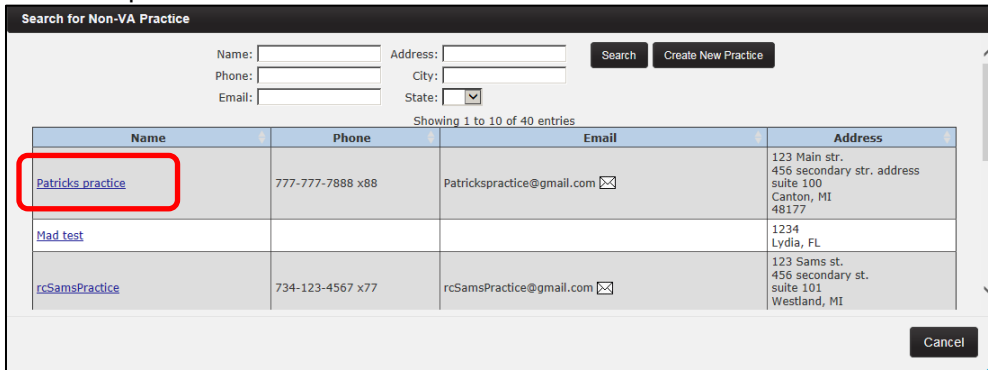 Search for Non-VA Practice
Name: Address: Search Create New Practice
Phone: City:
Email: State:
Showing 1 to 10 of 40 entries
Name Phone Email Address
Patricks practice 777-777-7888 x88 Patrickspractice@gmail.com 123 Main str.
456 secondary str. address
suite 100
Canton, MI
48177
Mad test 1234
Lydia, FL
rcSamsPractice 734-123-4567 x77 rcSamsPractice@gmail.com 123 Sams st.
456 secondary st.
suite 101
Westland, MI
Cancel